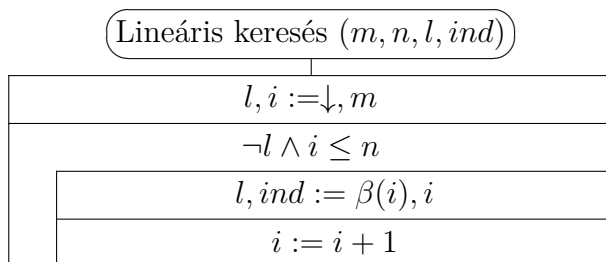 Lineáris keresés (m, n, l, ind)
l, i :=↓, m
¬l ∧ i ≤ n
l, ind := β(i), i
i := i + 1